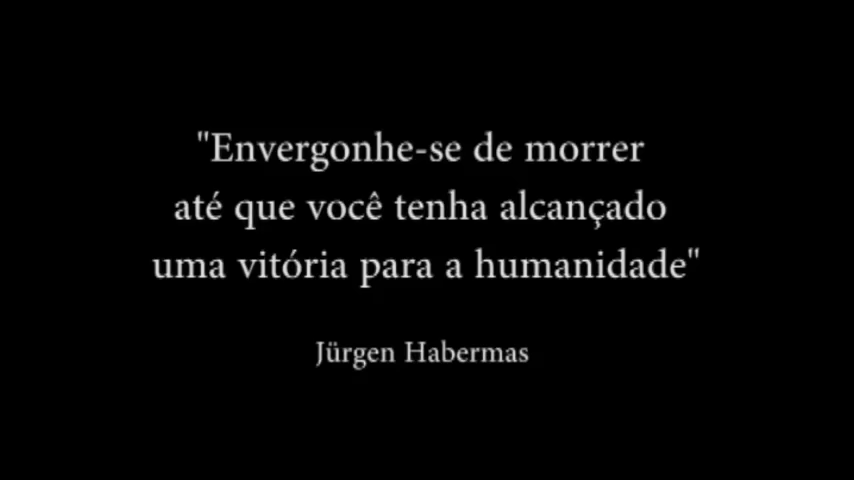 "Envergonhe-se de morrer
até que você tenha alcançado
uma vitória para a humanidade"
Jürgen Habermas